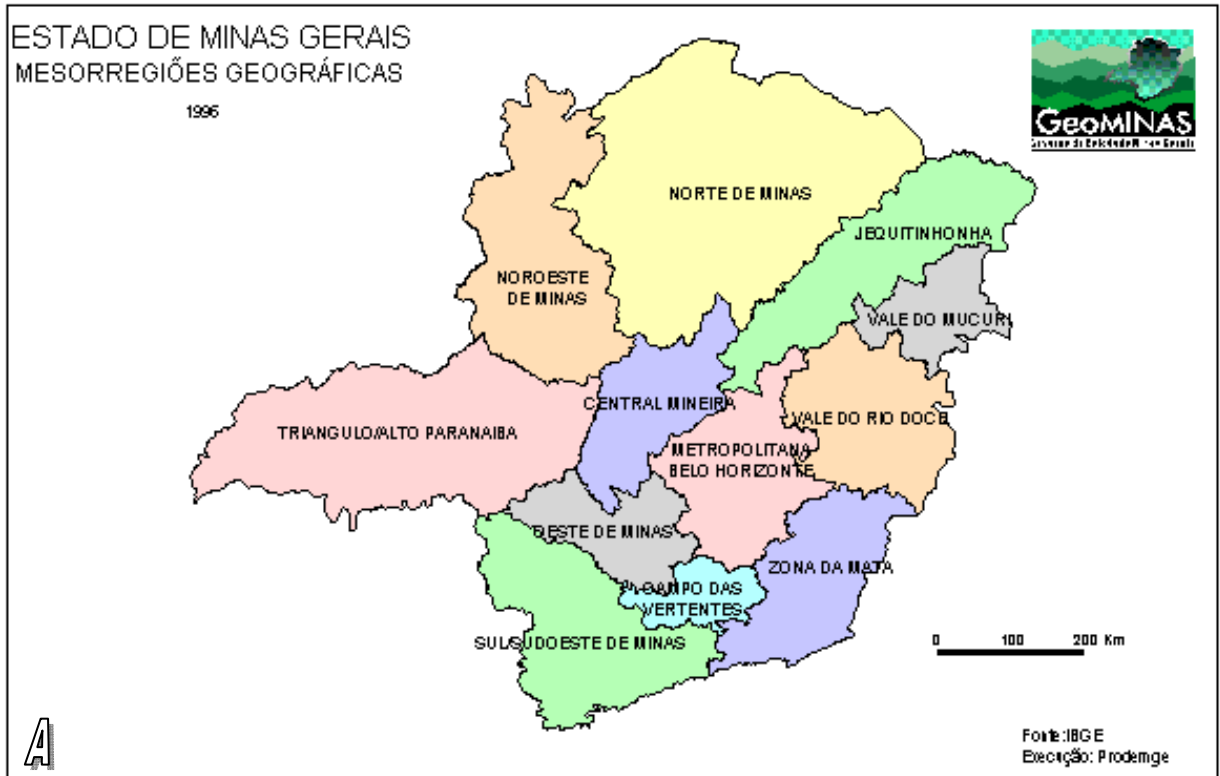 ESTADO DE MINAS GERAIS
MESORREGIÕES GEOGRÁFICAS
1996
GeoMINAS
NORTE DE MINAS
JEQUITINHONHA
NOROESTE
DE MINAS
VALE DO MUCURI
CENTRAL MINEIRA
VALE DO RIO DOCE
TRIANGULO/ALTO PARANAIBA
METROPOLITANA
BELO HORIZONTE
OESTE DE MINAS
ZONA DA MATA
CAMPO DAS
VERTENTES
SUL/SUDOESTE DE MINAS
0 100 200 Km
A
Fonte:IBGE
Execução: Prodemge